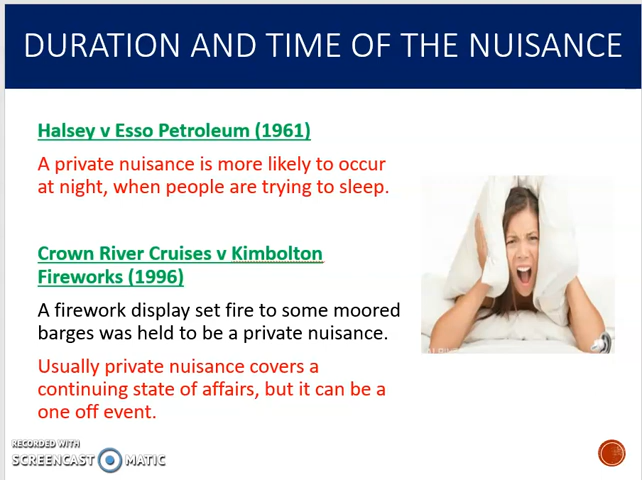 DURATION AND TIME OF THE NUISANCE
Halsey v Esso Petroleum (1961)
A private nuisance is more likely to occur
at night, when people are trying to sleep.
Crown River Cruises v Kimbolton
Fireworks (1996)
A firework display set fire to some moored
barges was held to be a private nuisance.
Usually private nuisance covers a
continuing state of affairs, but it can be a
one off event.
RECORDED WITH
SCREENCAST MATIC